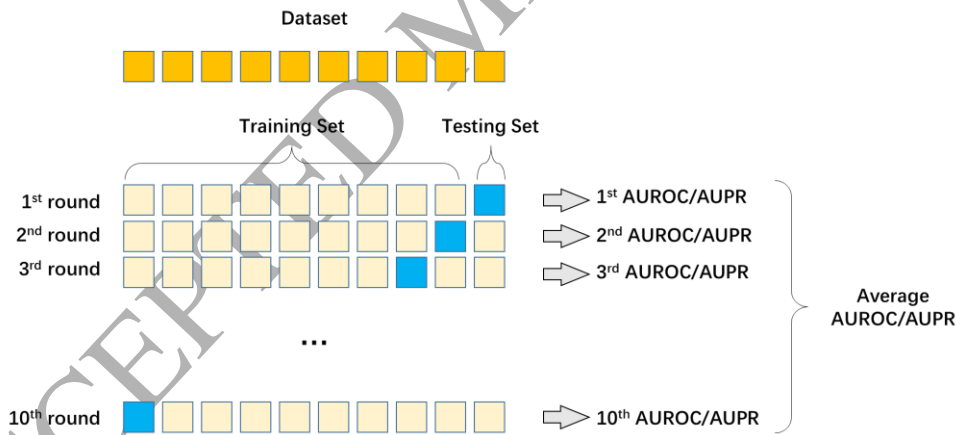 Dataset
Training Set Testing Set
1st round 1st AUROC/AUPR
2nd round 2nd AUROC/AUPR
3rd round 3rd AUROC/AUPR
Average
AUROC/AUPR
...
10th round 10th AUROC/AUPR
CEPTED M